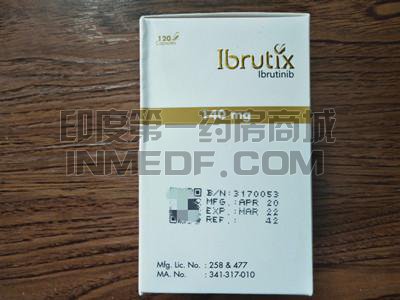 120
Capsules
Ibrutix
Ibrutinib
140 mg
印度第一药房商城
INMEDF.COM
B/N:3170053
MFG.:APR 20
EXP.:MAR 22
REF.: 42
Mfg. Lic. No. : 258 & 477
MA. No. : 341-317-010